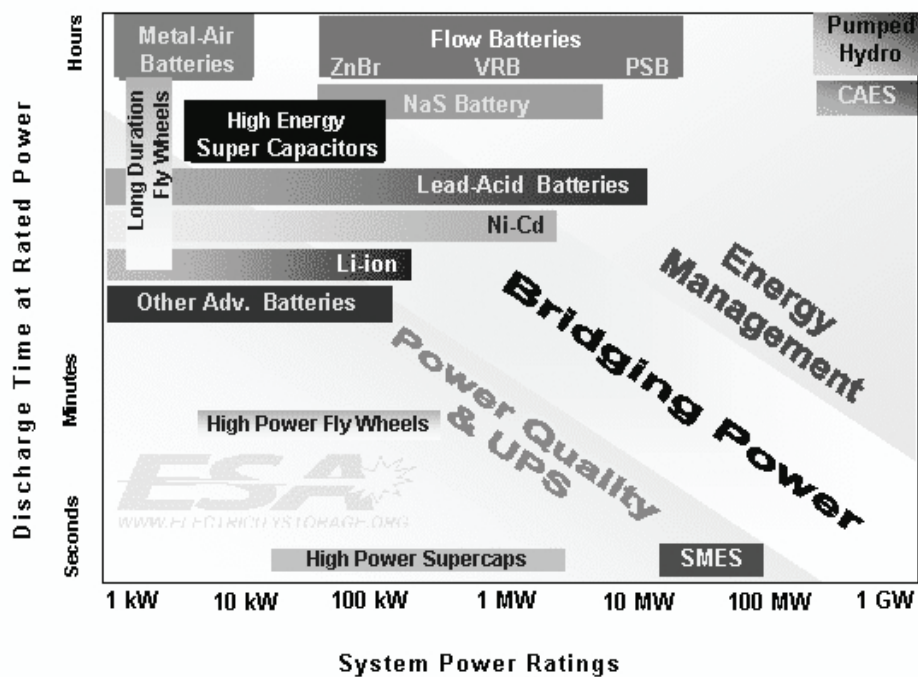 Hours
Metal-Air
Batteries
Flow Batteries
ZnBr VRB PSB
Pumped
Hydro
NaS Battery
CAES
High Energy
Super Capacitors
Long Duration
Fly Wheels
Lead-Acid Batteries
Ni-Cd
Li-ion
Other Adv. Batteries
Energy
Management
Bridging Power
Power Quality
& UPS
Discharge Time at Rated Power
Minutes
High Power Fly Wheels
ESA
WWW.ELECTRICITYSTORAGE.ORG
Seconds
High Power Supercaps
SMES
1 kW 10 kW 100 kW 1 MW 10 MW 100 MW 1 GW
System Power Ratings